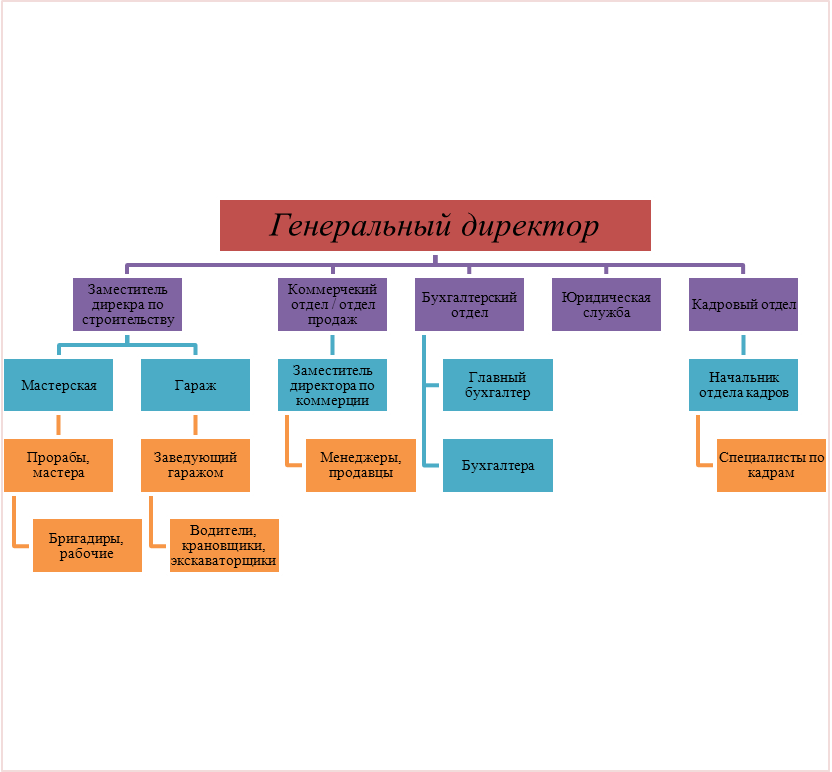 Генеральный директор
Заместитель
дирекра по
строительству
Коммерчекий
отдел / отдел
продаж
Бухгалтерский
отдел
Юридическая
служба
Кадровый отдел
Мастерская
Гараж
Заместитель
директора по
коммерции
Главный
бухгалтер
Начальник
отдела кадров
Прорабы,
мастера
Заведующий
гаражом
Менеджеры,
продавцы
Бухгалтера
Специалисты по
кадрам
Бригадиры,
рабочие
Водители,
крановщики,
экскаваторщики